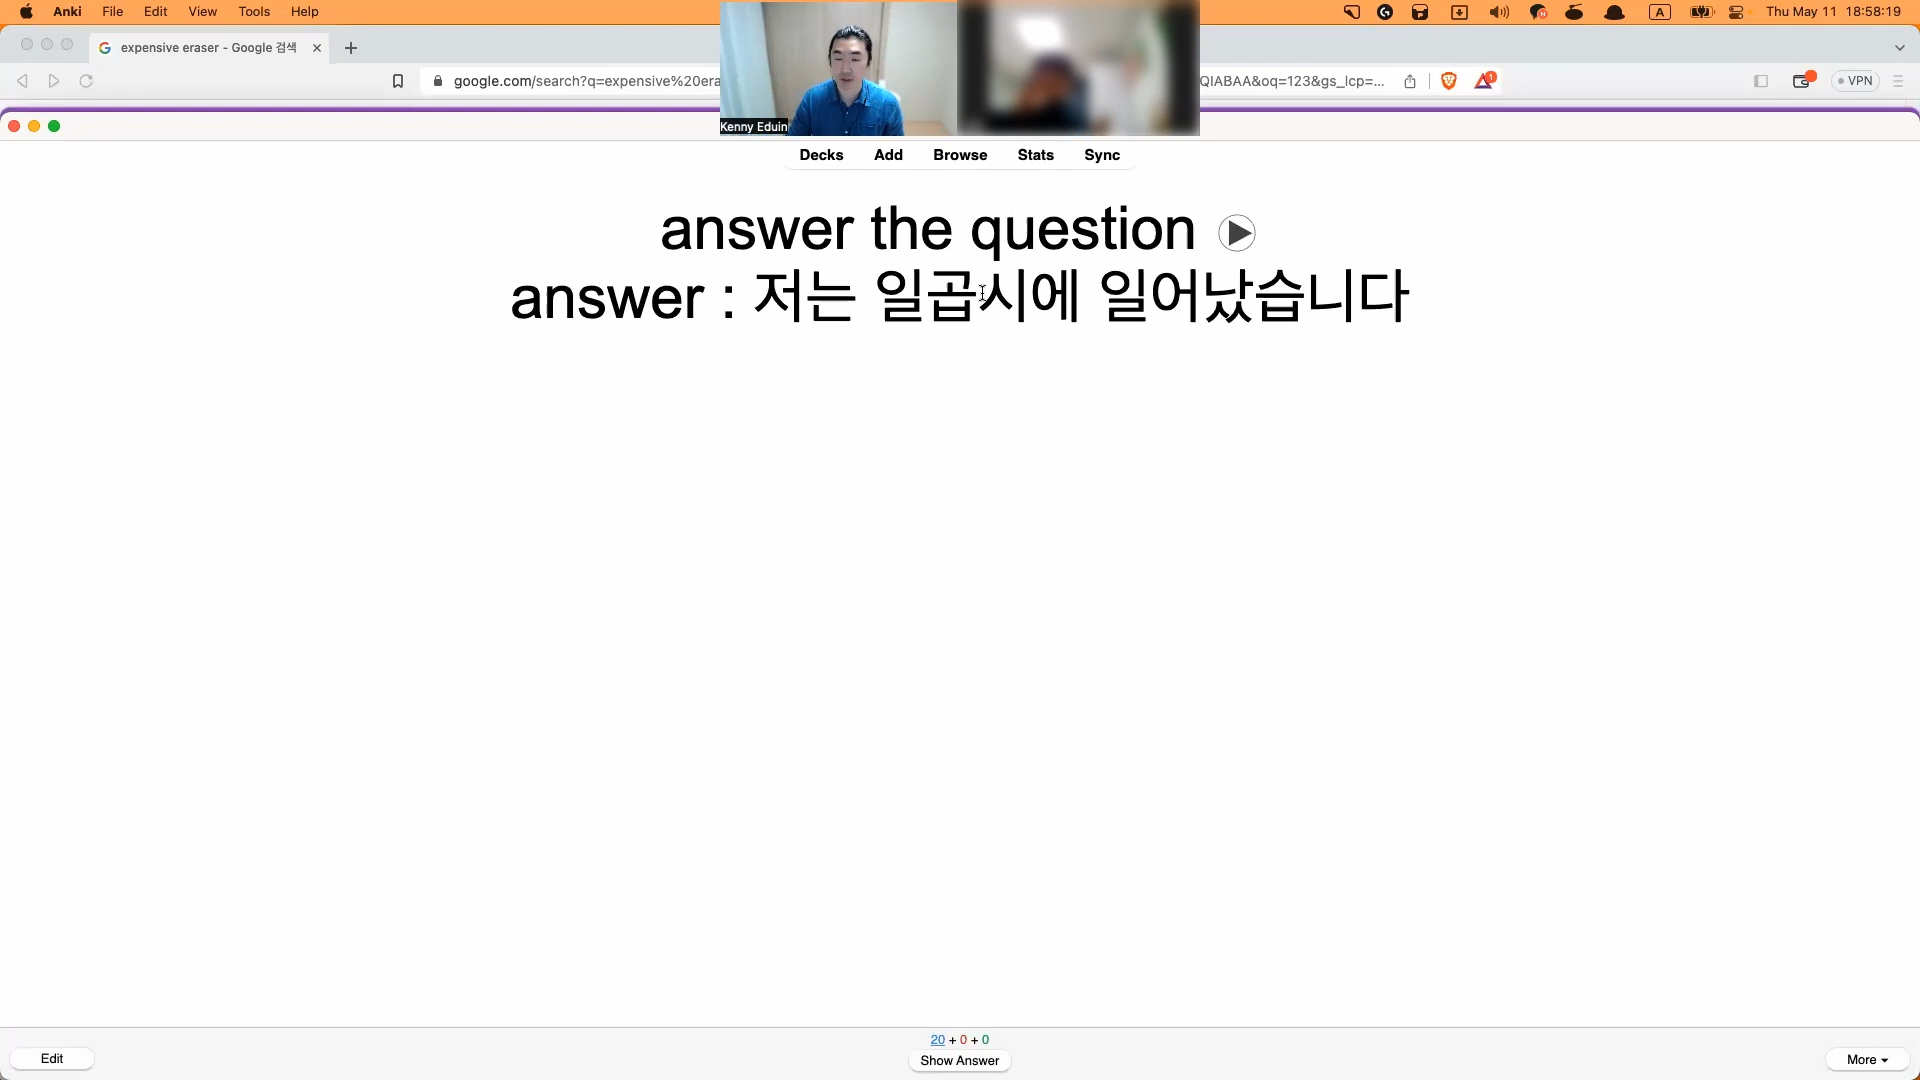 Anki File Edit View Tools Help
A Thu May 11 18:58:19
expensive eraser - Google 검색
google.com/search?q=expensive%20era
QIABAA&oq=123&gs_lcp=...
1
VPN
Kenny Eduin
Decks Add Browse Stats Sync
answer the question
answer : 저는 일곱시에 일어났습니다
20 + 0 + 0
Edit
Show Answer
More